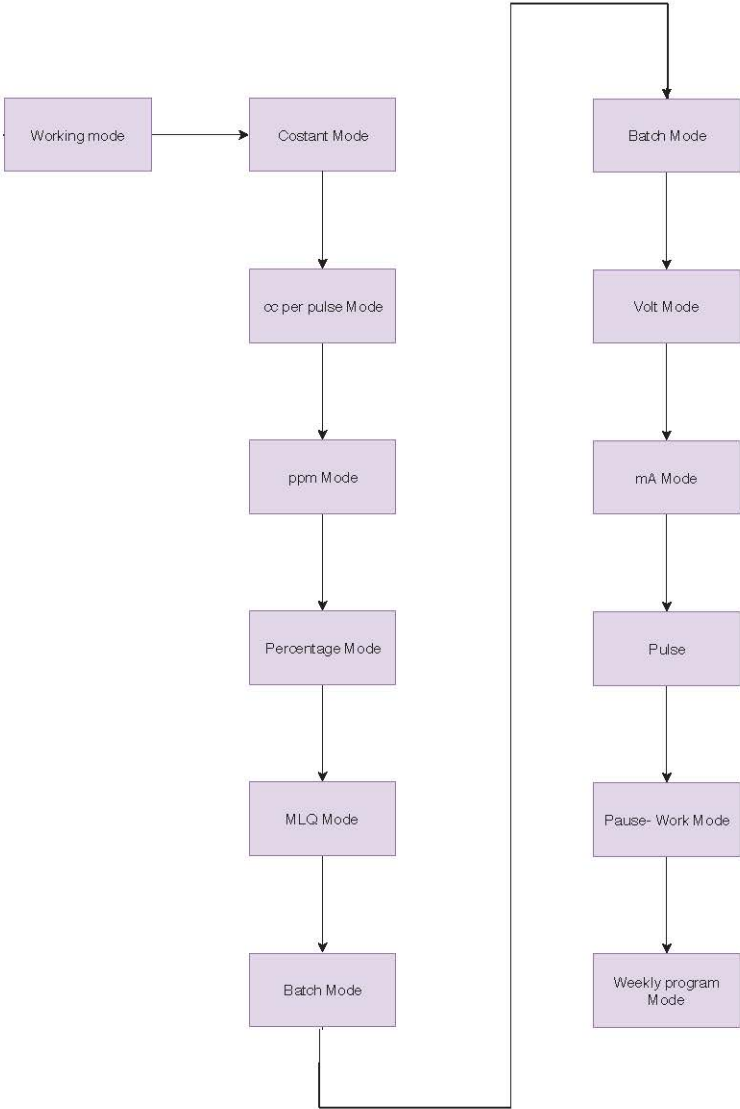 Working mode
Costant Mode
cc per pulse Mode
ppm Mode
Percentage Mode
MLQ Mode
Batch Mode
Batch Mode
Volt Mode
mA Mode
Pulse
Pause- Work Mode
Weekly program
Mode